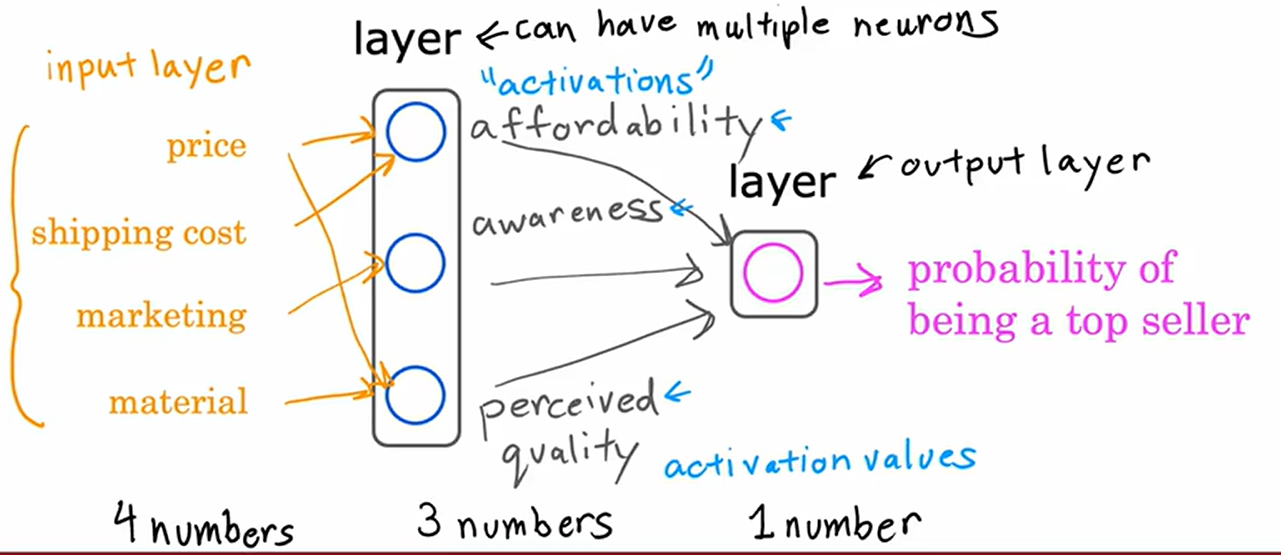 layer ← can have multiple neurons
input layer
"activations"
price
affordability ←
layer ← output layer
shipping cost
awareness ←
probability of
being a top seller
marketing
material
perceived ←
quality
activation values
4 numbers
3 numbers
1 number